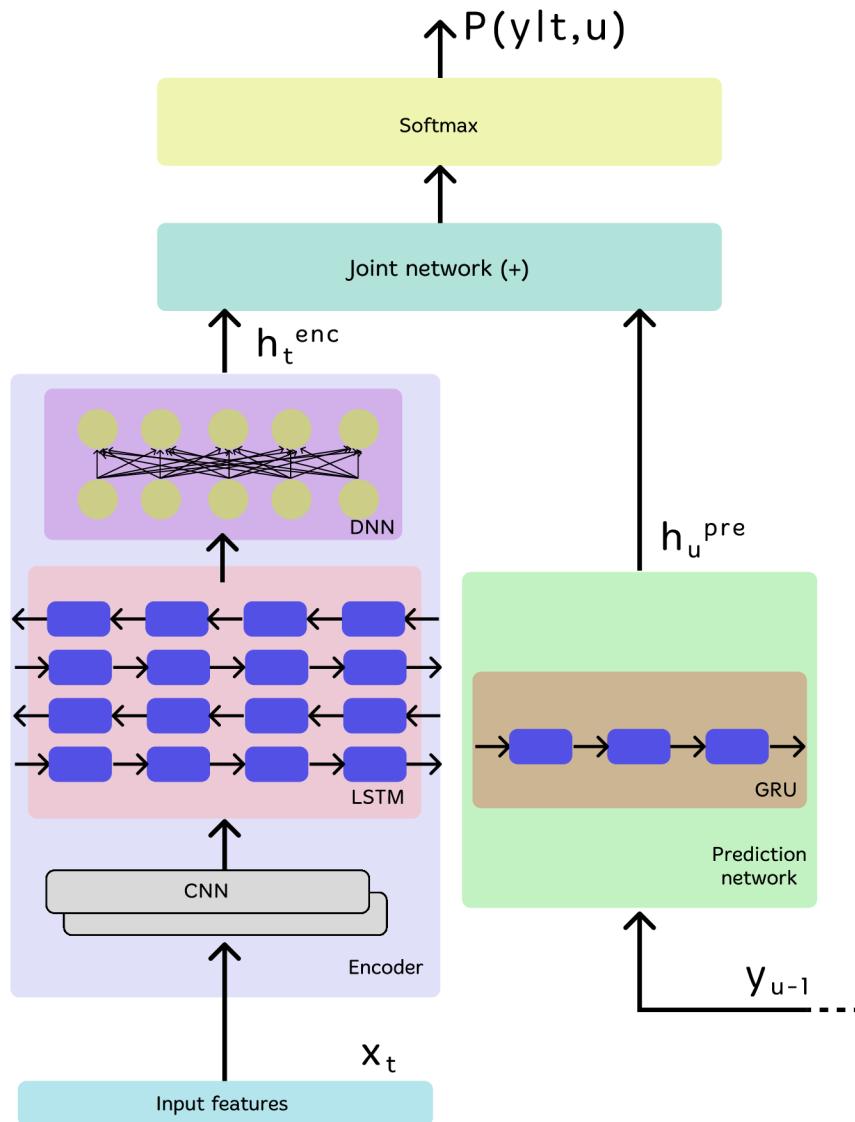 P(y|t,u)
Softmax
Joint network (+)
h_t^enc
DNN
h_u^pre
LSTM
GRU
CNN
Prediction
network
Encoder
y_u-1
x_t
Input features